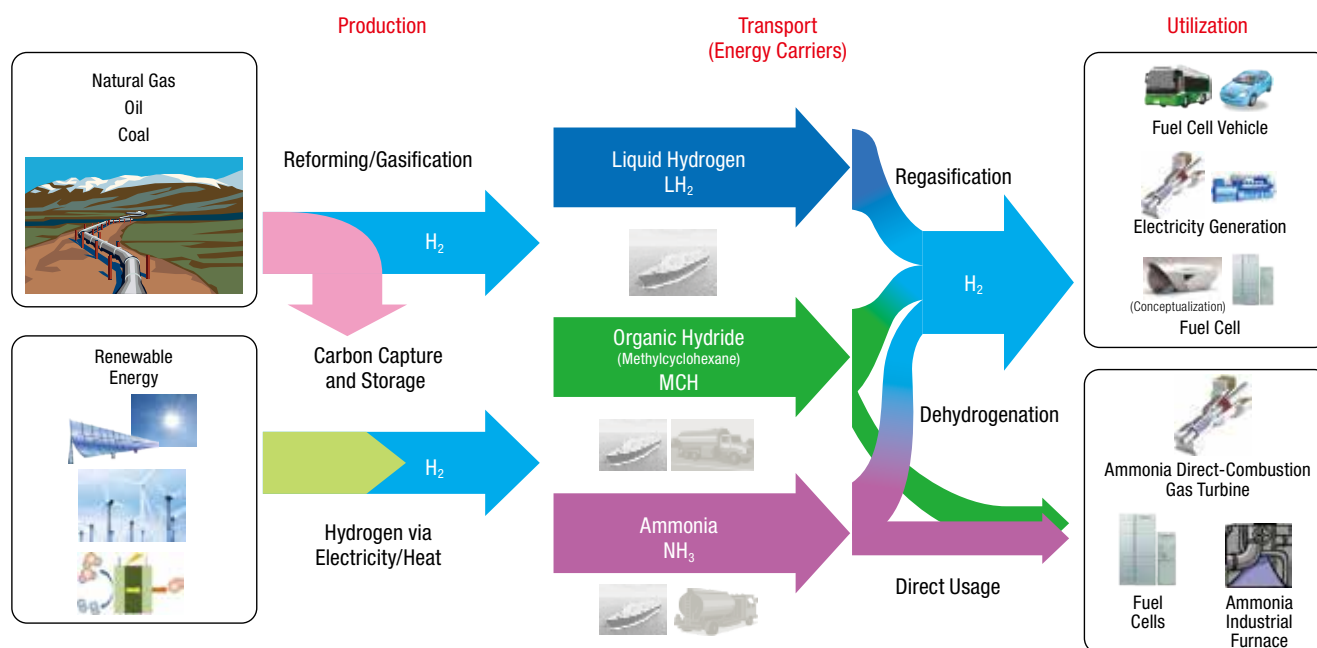 Production
Transport
(Energy Carriers)
Utilization
Natural Gas
Oil
Coal
Reforming/Gasification
H₂
Carbon Capture
and Storage
Renewable
Energy
H₂
Hydrogen via
Electricity/Heat
Liquid Hydrogen
LH₂
Organic Hydride
(Methylcyclohexane)
MCH
Ammonia
NH₃
Regasification
H₂
Dehydrogenation
Direct Usage
Fuel Cell Vehicle
Electricity Generation
(Conceptualization)
Fuel Cell
Ammonia Direct-Combustion
Gas Turbine
Fuel
Cells
Ammonia
Industrial
Furnace